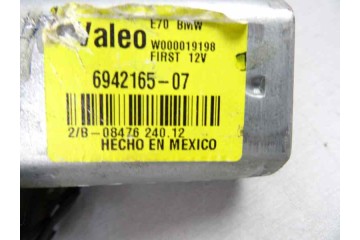 E70 BMW
Valeo
W000019198
FIRST 12V
6942165-07
2/B-08476 240.12
HECHO EN MEXICO